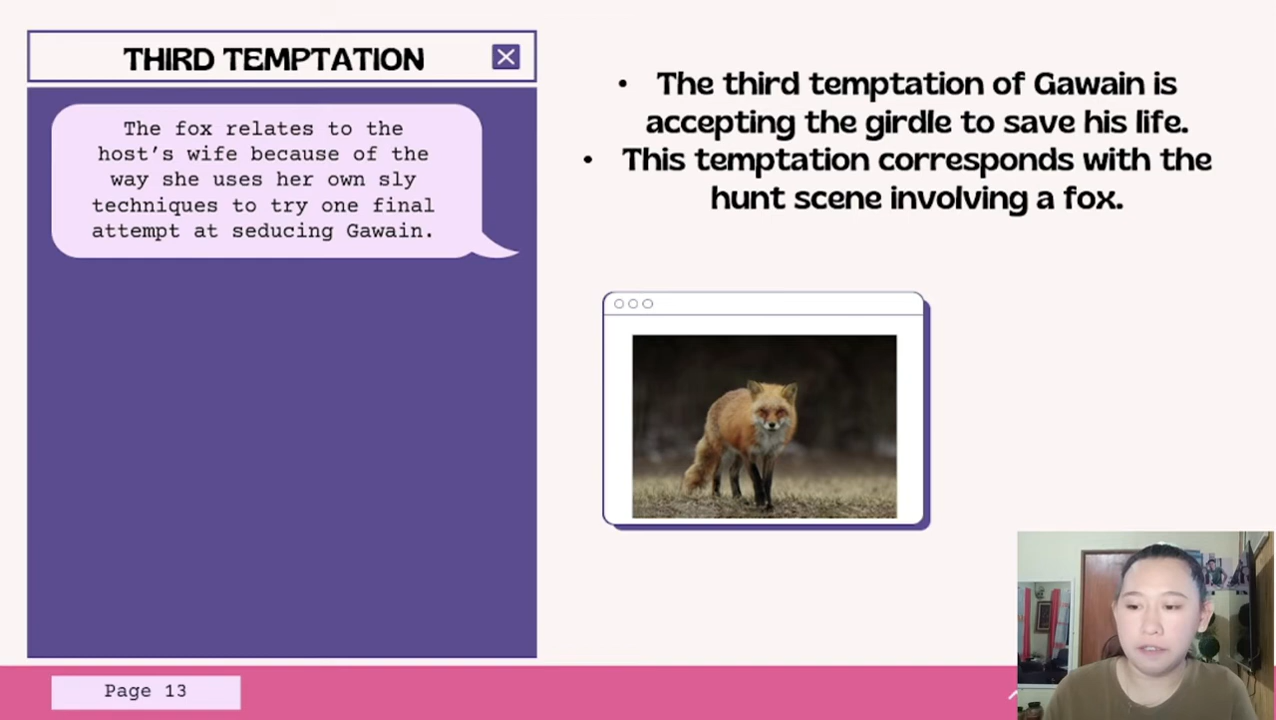 THIRD TEMPTATION
The fox relates to the
host's wife because of the
way she uses her own sly
techniques to try one final
attempt at seducing Gawain.
• The third temptation of Gawain is
accepting the girdle to save his life.
• This temptation corresponds with the
hunt scene involving a fox.
Page 13